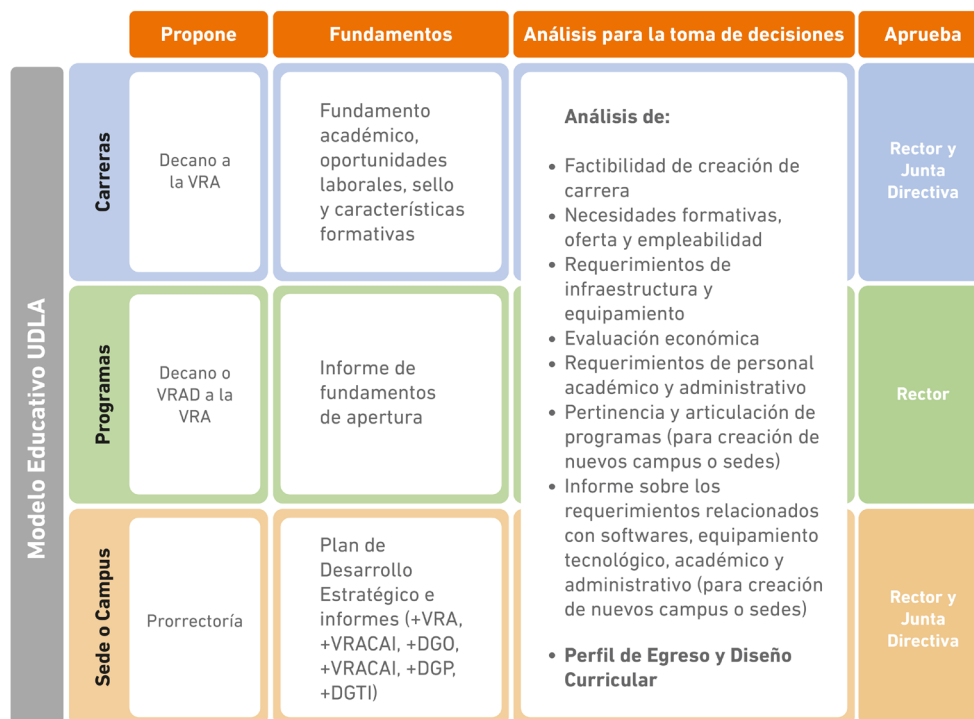 Propone
Fundamentos
Análisis para la toma de decisiones
Aprueba
Modelo Educativo UDLA
Carreras
Decano a
la VRA
Fundamento
académico,
oportunidades
laborales, sello
y características
formativas
Rector y
Junta
Directiva
Programas
Decano o
VRAD a la
VRA
Informe de
fundamentos
de apertura
Rector
Sede o Campus
Prorrectoría
Plan de
Desarrollo
Estratégico e
informes (+VRA,
+VRACAI, +DGO,
+VRACAI, +DGP,
+DGTI)
Rector y
Junta
Directiva
Análisis de:
• Factibilidad de creación de
carrera
• Necesidades formativas,
oferta y empleabilidad
• Requerimientos de
infraestructura y
equipamiento
• Evaluación económica
• Requerimientos de personal
académico y administrativo
• Pertinencia y articulación de
programas (para creación de
nuevos campus o sedes)
• Informe sobre los
requerimientos relacionados
con softwares, equipamiento
tecnológico, académico y
administrativo (para creación
de nuevos campus o sedes)
• Perfil de Egreso y Diseño
Curricular